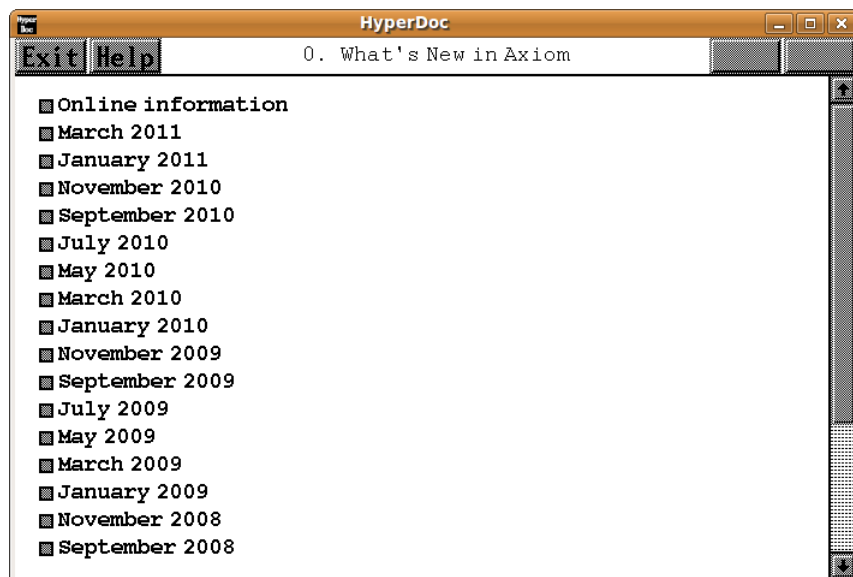 Hyper
Doc
HyperDoc
Exit Help 0. What's New in Axiom
Online information
March 2011
January 2011
November 2010
September 2010
July 2010
May 2010
March 2010
January 2010
November 2009
September 2009
July 2009
May 2009
March 2009
January 2009
November 2008
September 2008